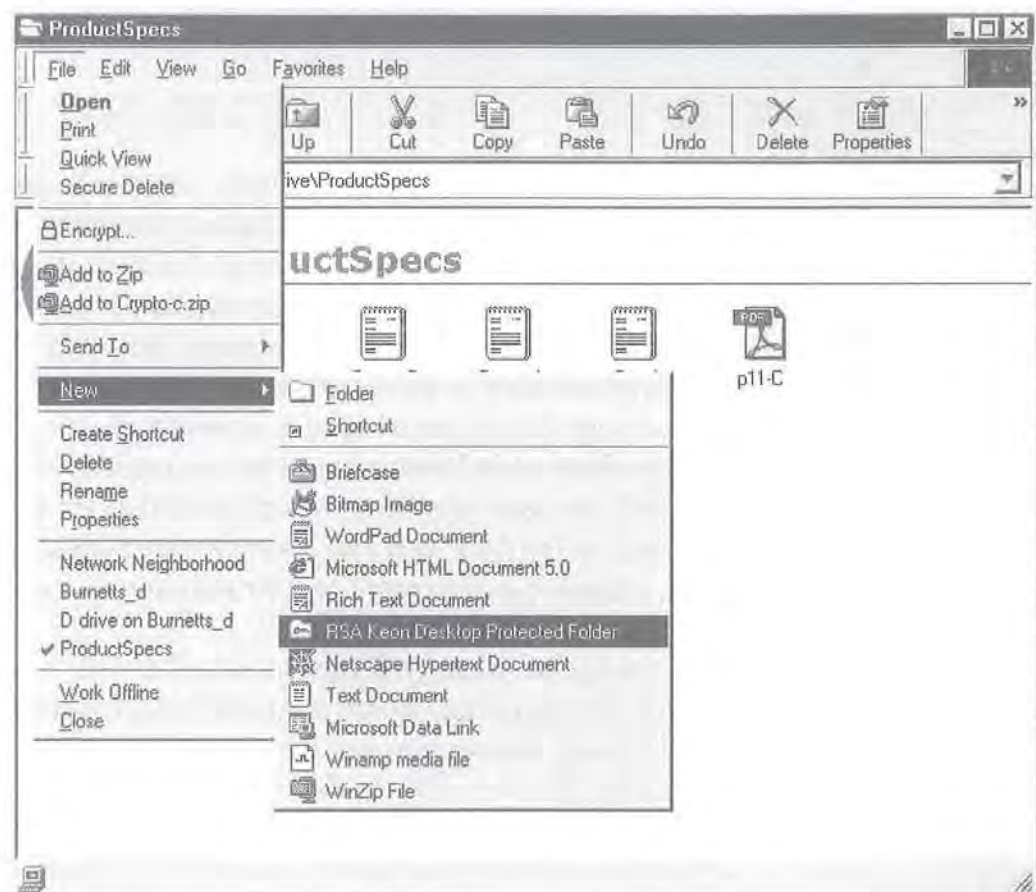 ProductSpecs
File Edit View Go Favorites Help
Up Cut Copy Paste Undo Delete Properties »
ive\ProductSpecs
uctSpecs
Open
Print
Quick View
Secure Delete
Encrypt...
Add to Zip
Add to Crypto-c.zip
Send To
New
Create Shortcut
Delete
Rename
Properties
Network Neighborhood
Burnetts_d
D drive on Burnetts_d
ProductSpecs
Work Offline
Close
PDF
p11-C
Folder
Shortcut
Briefcase
Bitmap Image
WordPad Document
Microsoft HTML Document 5.0
Rich Text Document
RSA Keon Desktop Protected Folder
Netscape Hypertext Document
Text Document
Microsoft Data Link
Winamp media file
WinZip File